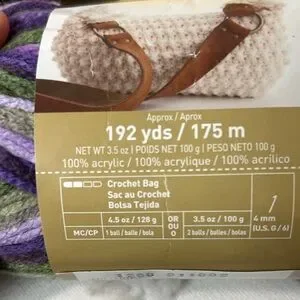 Approx / Aprox
192 yds / 175 m
NET WT 3.5 oz | POIDS NET 100 g | PESO NETO 100 g
100% acrylic / 100% acrylique / 100% acrílico
Crochet Bag
Sac au Crochet
Bolsa Tejida
4.5 oz / 128 g
OR
OU
O
3.5 oz / 100 g
4 mm
(U.S. G / 6)
MC/CP
1 ball / balle / bola
2 balls / balles / bolas